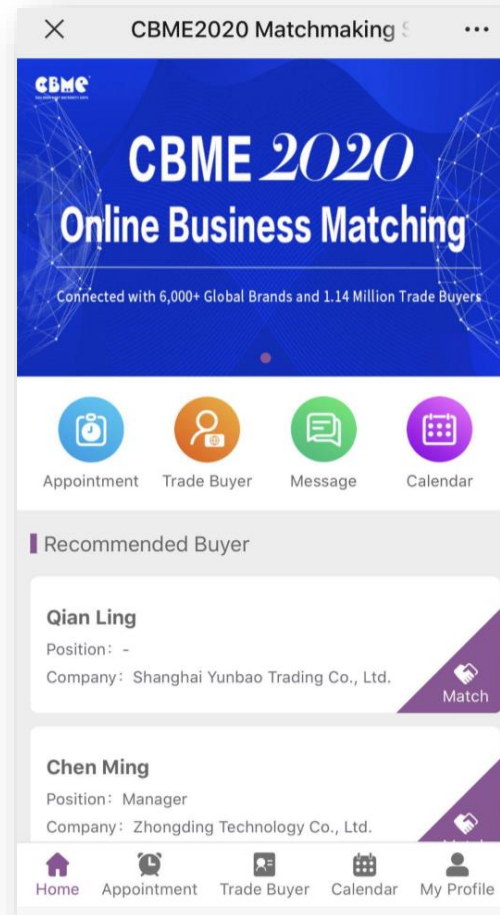 CBME2020 Matchmaking
CBME
CBME 2020
Online Business Matching
Connected with 6,000+ Global Brands and 1.14 Million Trade Buyers
Appointment Trade Buyer Message Calendar
Recommended Buyer
Qian Ling
Position: -
Company: Shanghai Yunbao Trading Co., Ltd.
Match
Chen Ming
Position: Manager
Company: Zhongding Technology Co., Ltd.
Home Appointment Trade Buyer Calendar My Profile